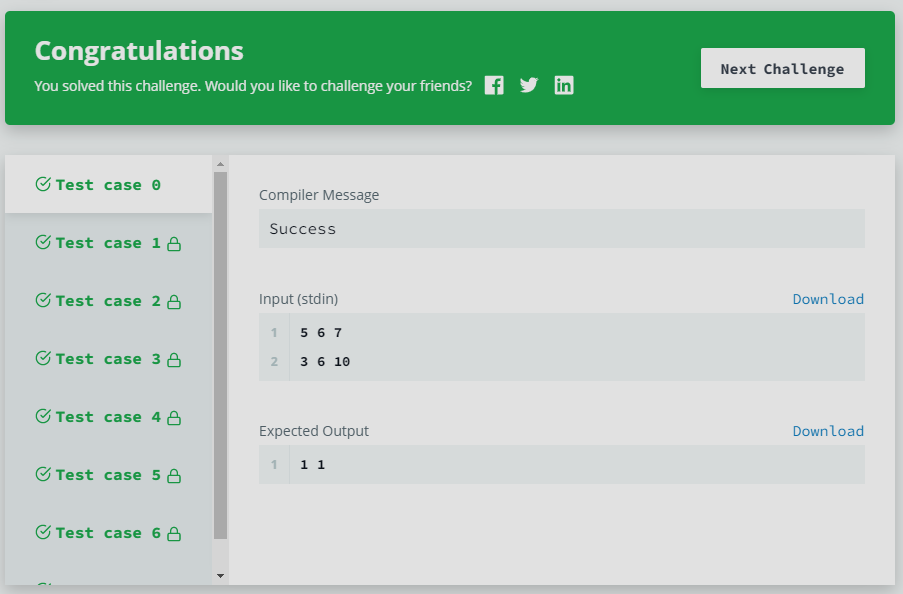 Congratulations
You solved this challenge. Would you like to challenge your friends?
Next Challenge
Test case 0
Test case 1
Test case 2
Test case 3
Test case 4
Test case 5
Test case 6
Compiler Message
Success
Input (stdin)
Download
1 5 6 7
2 3 6 10
Expected Output
Download
1 1 1